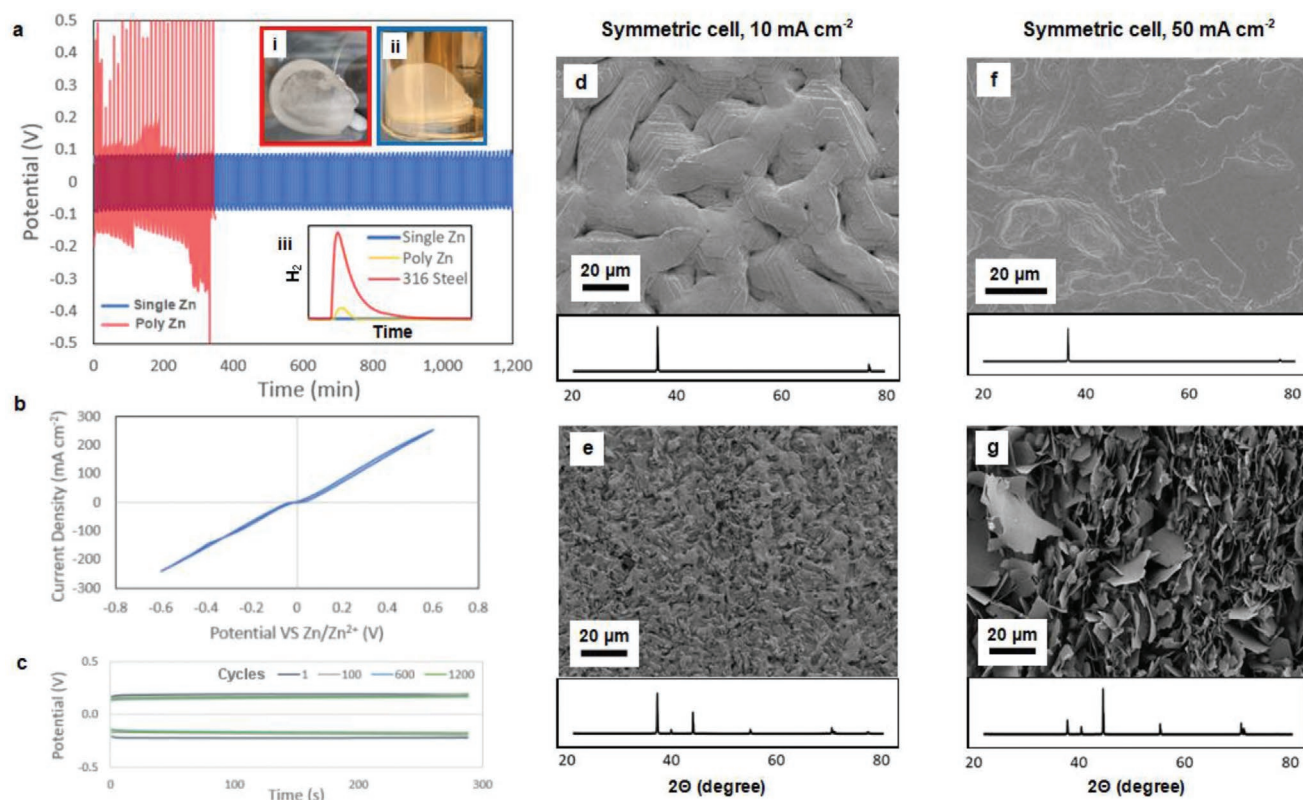 a
0.5
0.4
0.3
0.2
0.1
0
-0.1
-0.2
-0.3
-0.4
-0.5
Potential (V)
i
ii
iii
H₂
Single Zn
Poly Zn
316 Steel
Time
Single Zn
Poly Zn
0 200 400 600 800 1,000 1,200
Time (min)
b
300
200
100
0
-100
-200
-300
Current Density (mA cm⁻²)
-0.8 -0.6 -0.4 -0.2 0 0.2 0.4 0.6 0.8
Potential VS Zn/Zn²⁺ (V)
c
Cycles 1 100 600 1200
0.5
0.0
-0.5
Potential (V)
0 100 200 300
Time (s)
Symmetric cell, 10 mA cm⁻²
d
20 µm
20 40 60 80
e
20 µm
20 40 60 80
2Θ (degree)
Symmetric cell, 50 mA cm⁻²
f
20 µm
20 40 60 80
g
20 µm
20 40 60 80
2Θ (degree)